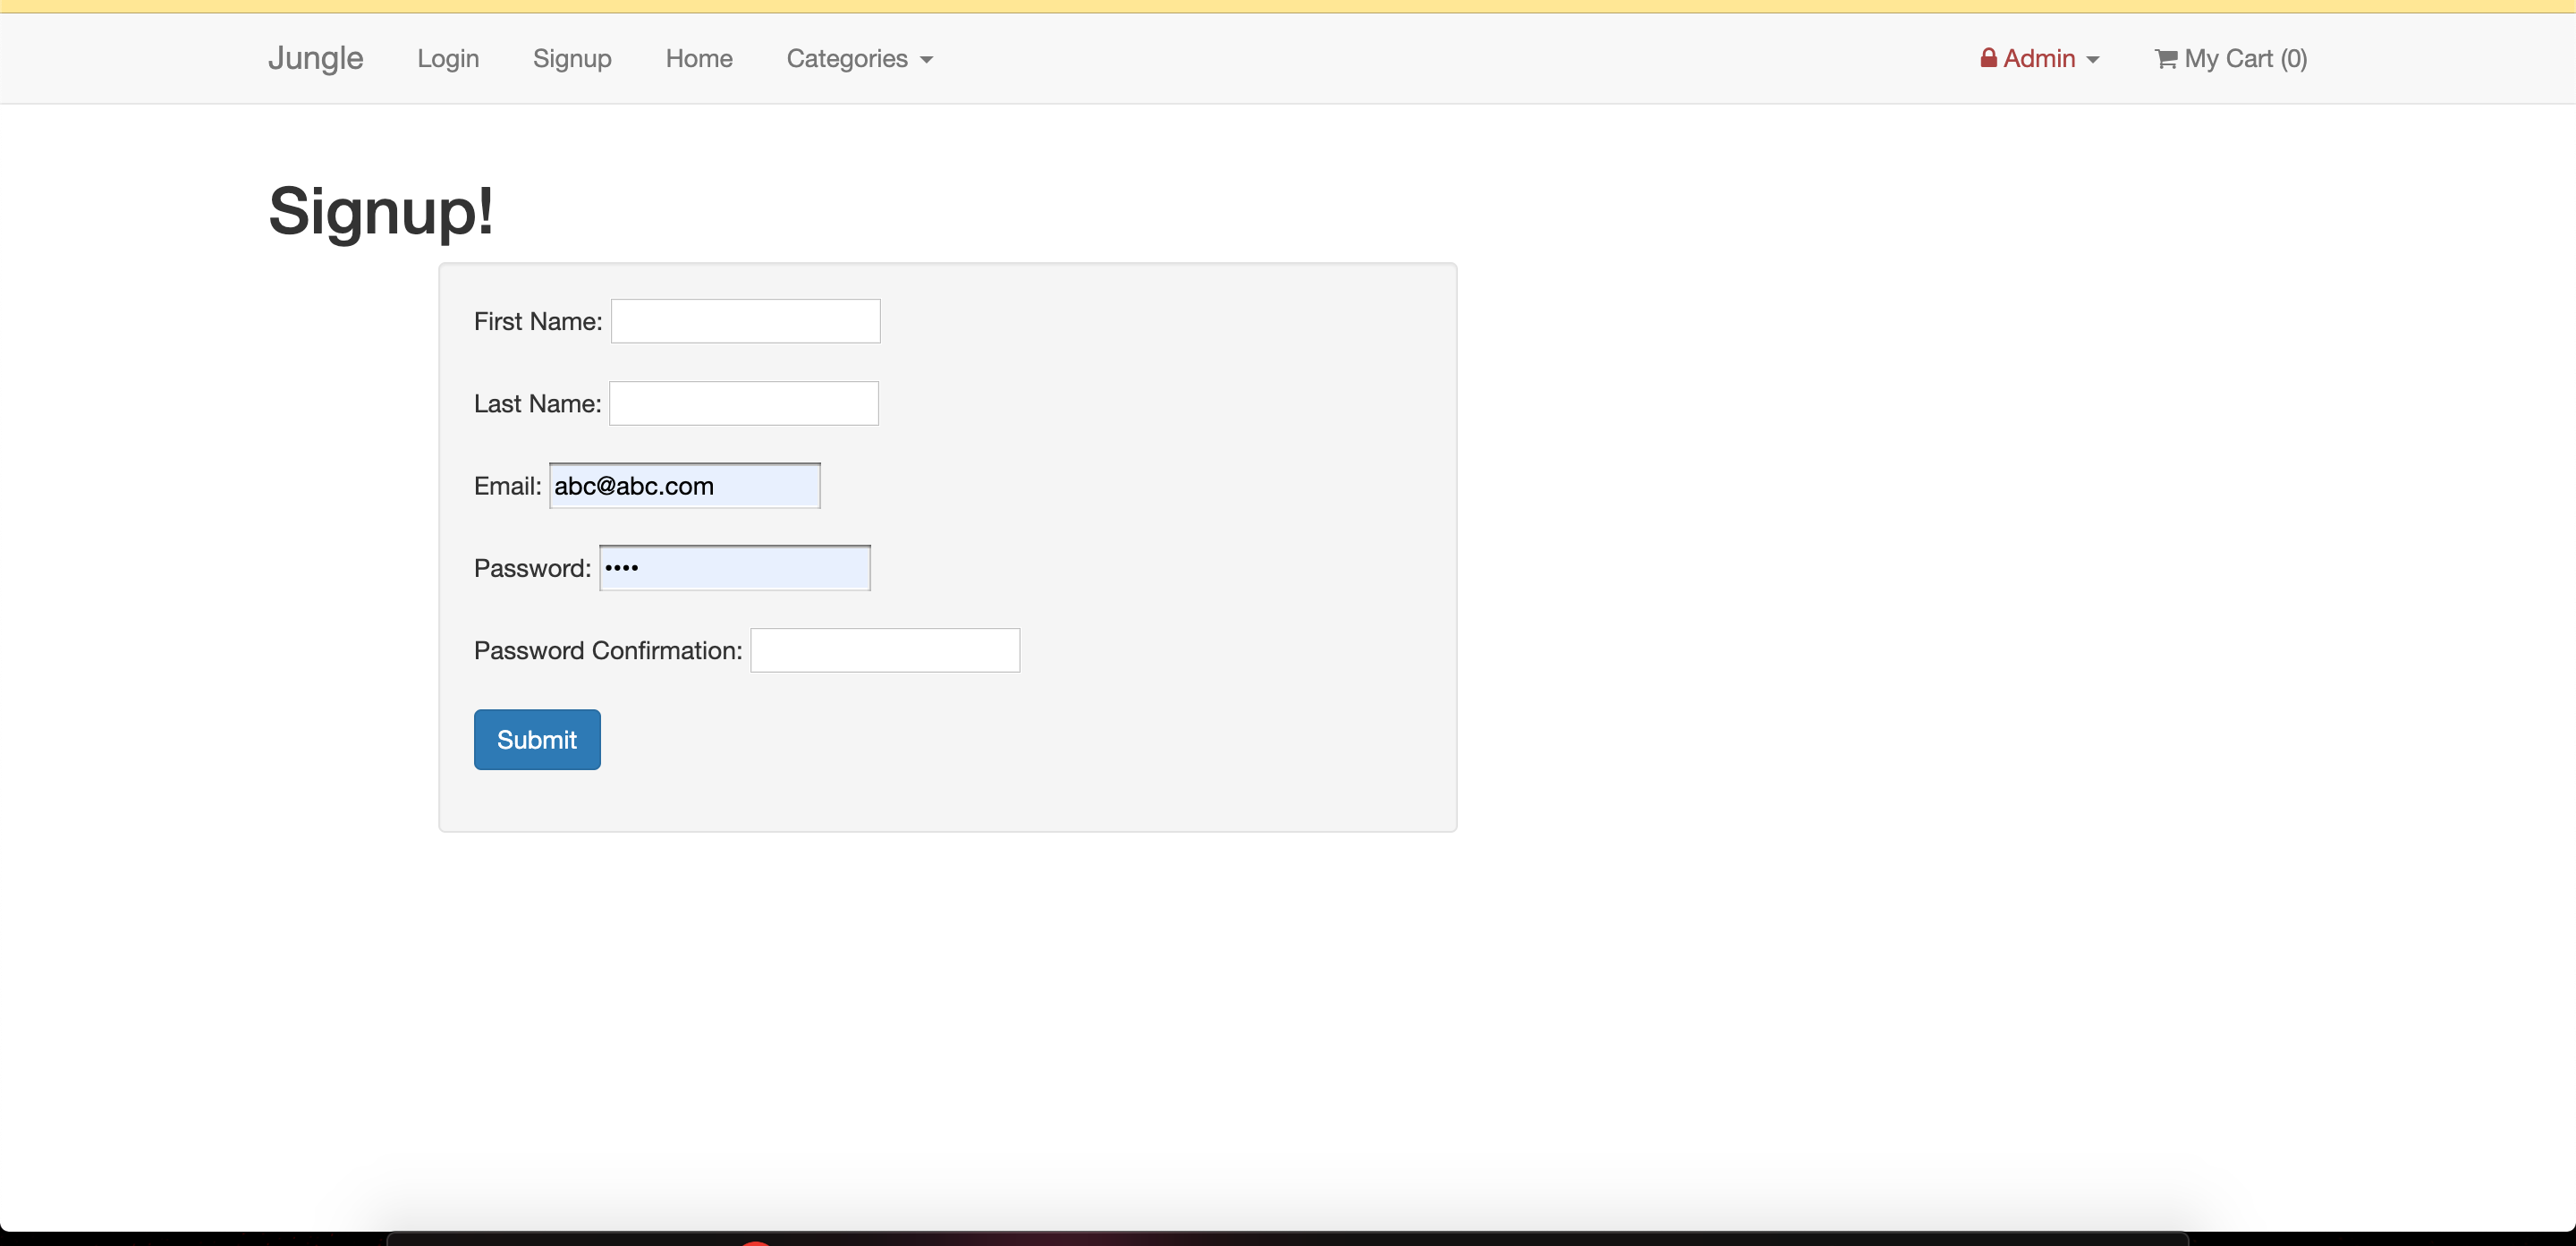 Jungle Login Signup Home Categories Admin My Cart (0)
Signup!
First Name:
Last Name:
Email: abc@abc.com
Password: ••••
Password Confirmation:
Submit